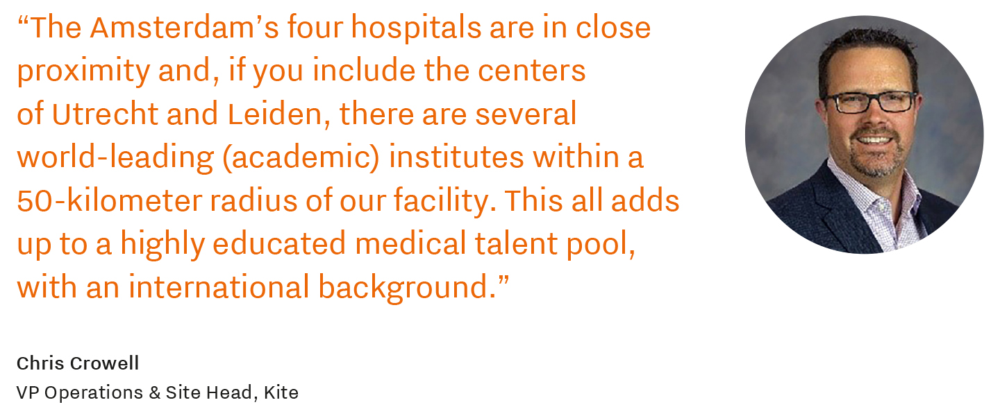 “The Amsterdam’s four hospitals are in close
proximity and, if you include the centers
of Utrecht and Leiden, there are several
world-leading (academic) institutes within a
50-kilometer radius of our facility. This all adds
up to a highly educated medical talent pool,
with an international background.”
Chris Crowell
VP Operations & Site Head, Kite